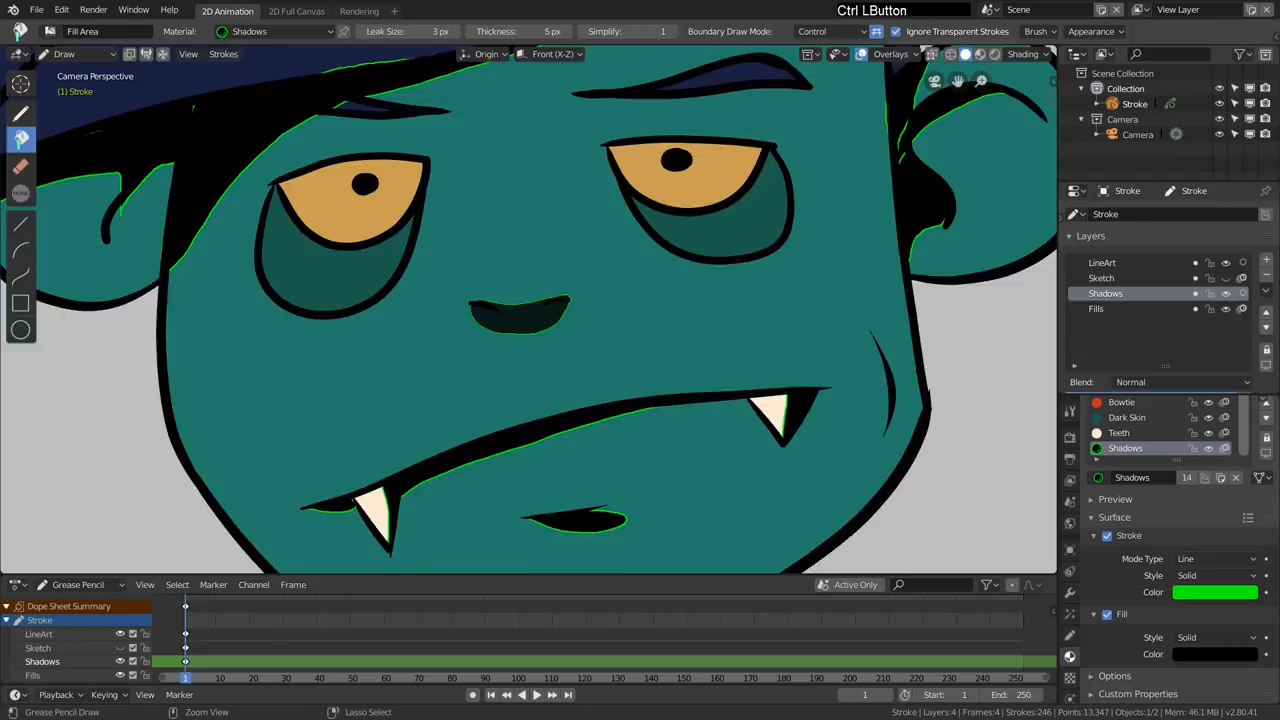 File Edit Render Window Help 2D Animation 2D Full Canvas Rendering + Ctrl LButton Scene View Layer
Fill Area Material: Shadows Leak Size: 3 px Thickness: 5 px Simplify: 1 Boundary Draw Mode: Control Ignore Transparent Strokes Brush Appearance
Draw View Strokes Origin Front (X-Z) Overlays Shading
Camera Perspective
(1) Stroke
NONE
Scene Collection
Collection
Stroke
Camera
Camera
Stroke Stroke
Stroke
Layers
LineArt
Sketch
Shadows
Fills
Blend: Normal
Bowtie
Dark Skin
Teeth
Shadows
Shadows 14
Preview
Surface
Stroke
Mode Type Line
Style Solid
Color
Fill
Style Solid
Color
Options
Custom Properties
Grease Pencil View Select Marker Channel Frame Active Only
Dope Sheet Summary
Stroke
LineArt
Sketch
Shadows
Fills
1 10 20 30 40 50 60 70 80 90 100 110 120 130 140 150 160 170 180 190 200 210 220 230 240 250
Playback Keying View Marker 1 Start: 1 End: 250
Grease Pencil Draw Zoom View Lasso Select Stroke | Layers:4 | Frames:4 | Strokes:246 | Points:13,347 | Objects:1/2 | Mem: 46.1 MB | v2.80.41